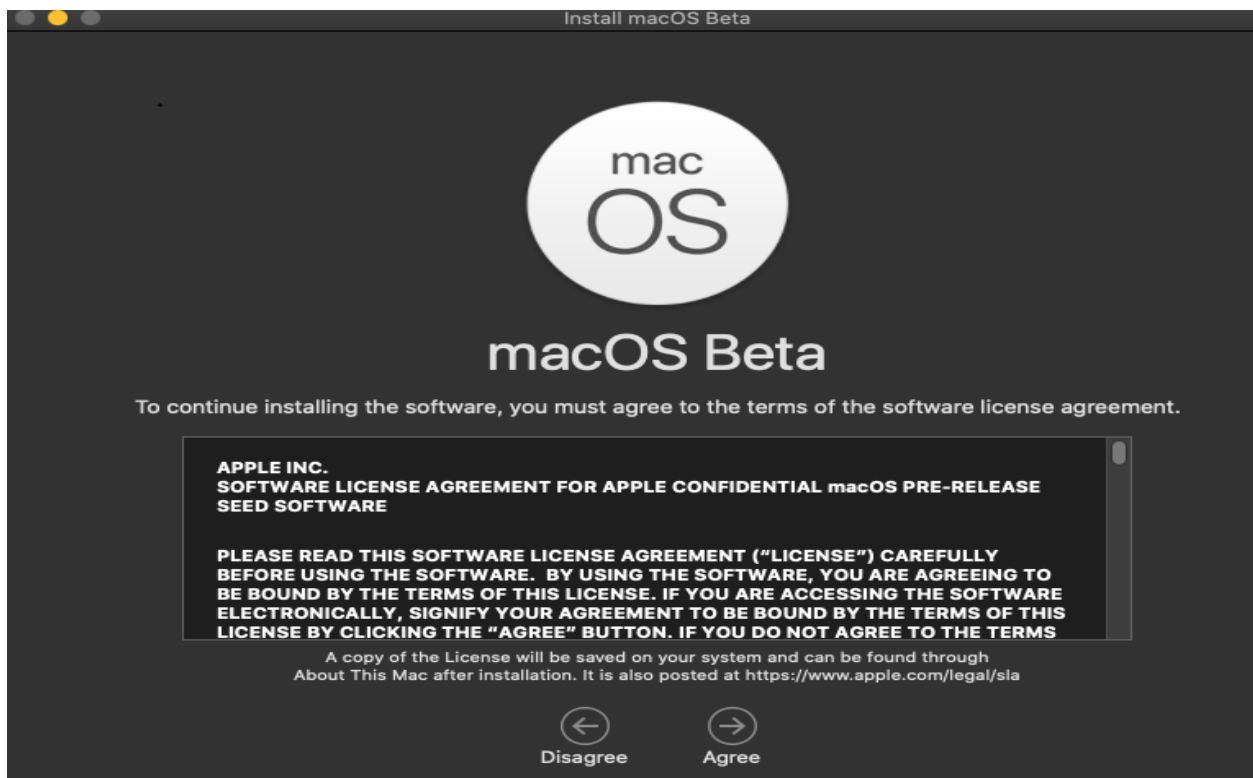 Install macOS Beta
mac
OS
macOS Beta
To continue installing the software, you must agree to the terms of the software license agreement.
APPLE INC.
SOFTWARE LICENSE AGREEMENT FOR APPLE CONFIDENTIAL macOS PRE-RELEASE
SEED SOFTWARE
PLEASE READ THIS SOFTWARE LICENSE AGREEMENT (“LICENSE”) CAREFULLY
BEFORE USING THE SOFTWARE.  BY USING THE SOFTWARE, YOU ARE AGREEING TO
BE BOUND BY THE TERMS OF THIS LICENSE. IF YOU ARE ACCESSING THE SOFTWARE
ELECTRONICALLY, SIGNIFY YOUR AGREEMENT TO BE BOUND BY THE TERMS OF THIS
LICENSE BY CLICKING THE “AGREE” BUTTON. IF YOU DO NOT AGREE TO THE TERMS
A copy of the License will be saved on your system and can be found through
About This Mac after installation. It is also posted at https://www.apple.com/legal/sla
Disagree Agree